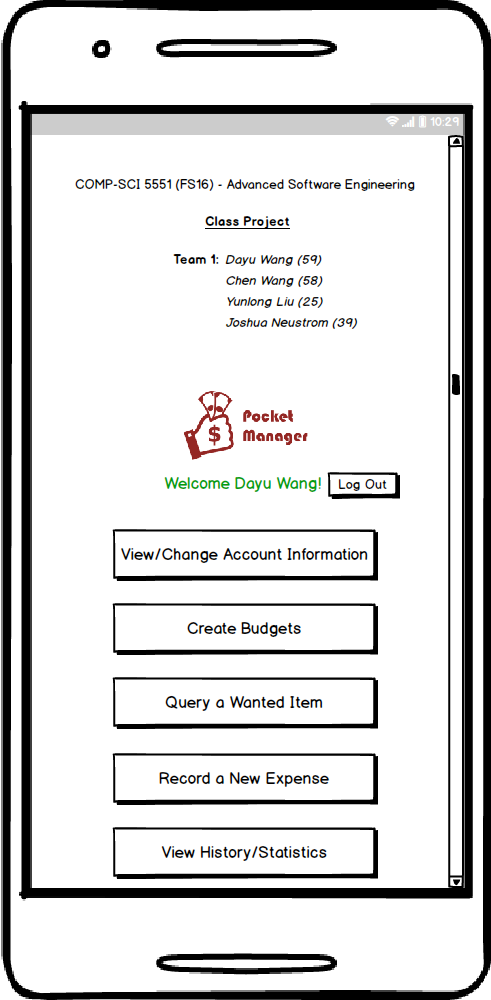 10:29
COMP-SCI 5551 (FS16) - Advanced Software Engineering
Class Project
Team 1: Dayu Wang (59)
Chen Wang (58)
Yunlong Liu (25)
Joshua Neustrom (39)
$
Pocket
Manager
Welcome Dayu Wang! Log Out
View/Change Account Information
Create Budgets
Query a Wanted Item
Record a New Expense
View History/Statistics